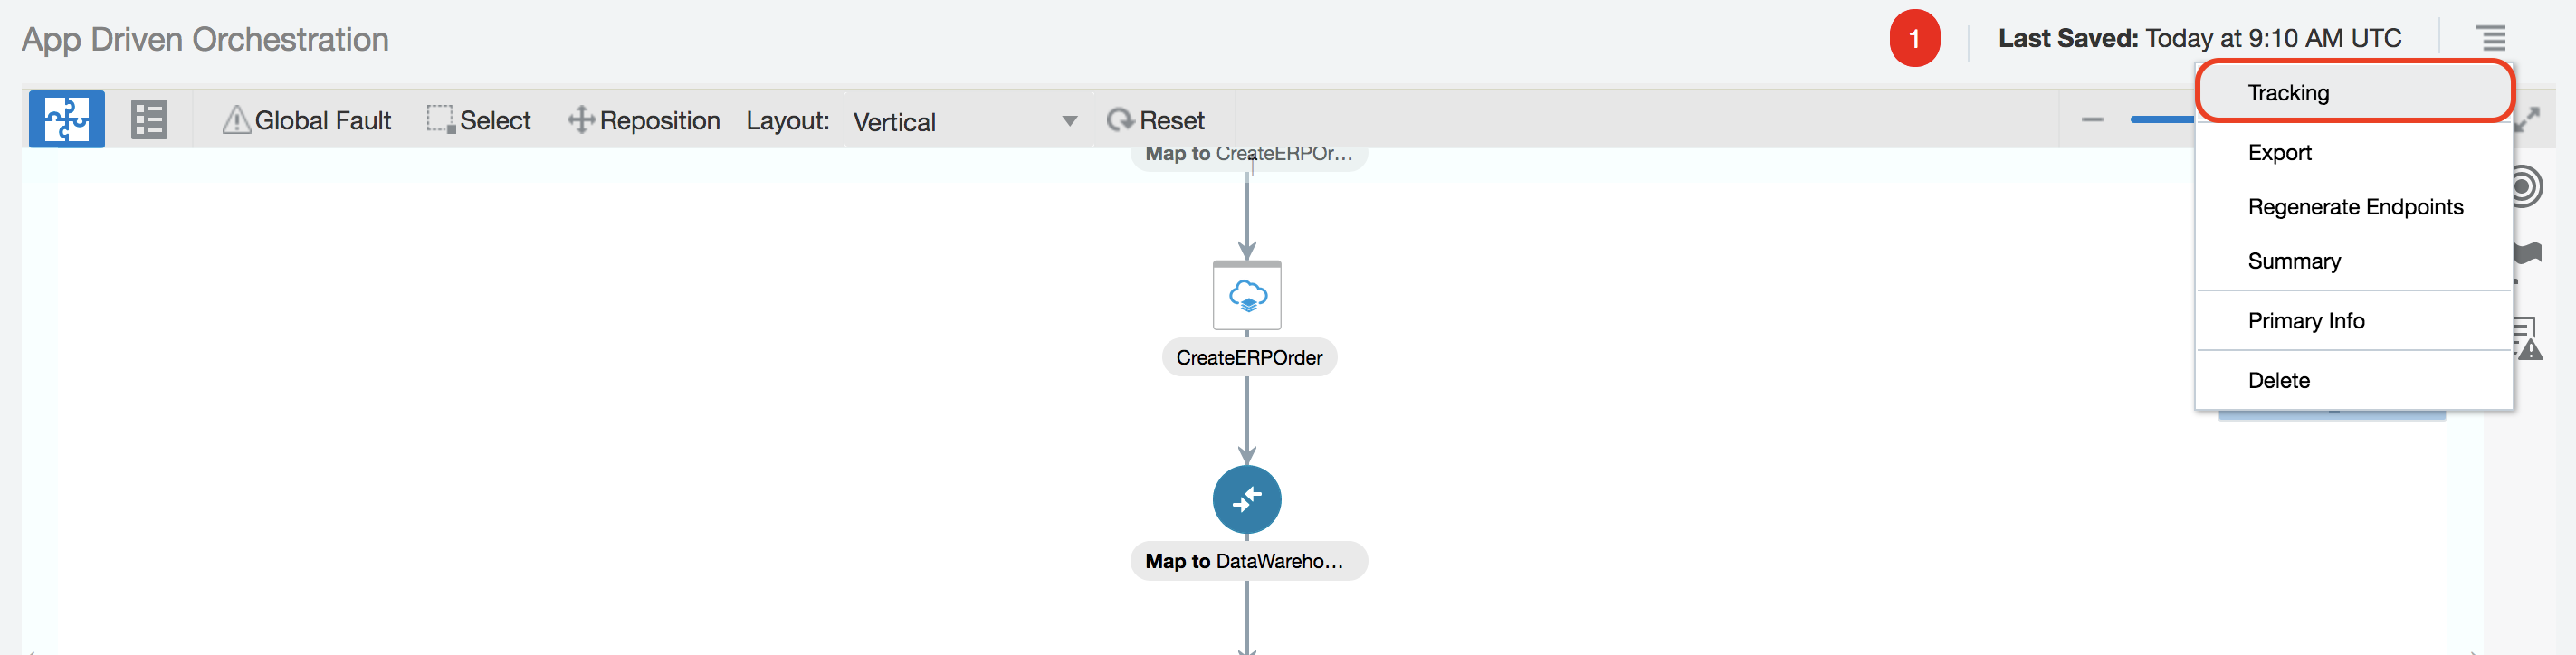 App Driven Orchestration
1
Last Saved: Today at 9:10 AM UTC
Global Fault
Select
Reposition
Layout:
Vertical
Reset
Tracking
Export
Regenerate Endpoints
Summary
Primary Info
Delete
Map to CreateERPOr...
CreateERPOrder
Map to DataWareho...